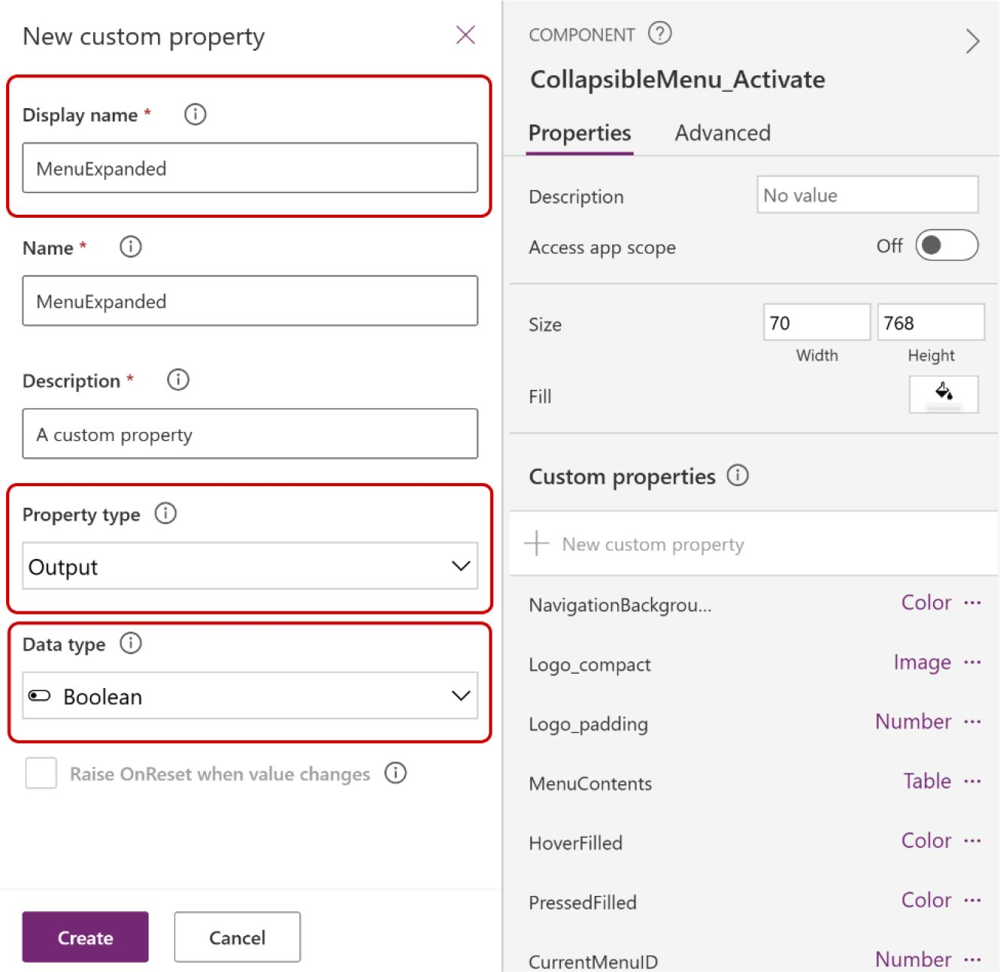 New custom property
Display name *
MenuExpanded
Name *
MenuExpanded
Description *
A custom property
Property type
Output
Data type
Boolean
Raise OnReset when value changes
Create Cancel
COMPONENT ?
CollapsibleMenu_Activate
Properties Advanced
Description No value
Access app scope Off
Size 70 768
Width Height
Fill
Custom properties
New custom property
NavigationBackgrou... Color ...
Logo_compact Image ...
Logo_padding Number ...
MenuContents Table ...
HoverFilled Color ...
PressedFilled Color ...
CurrentMenuID Number ...